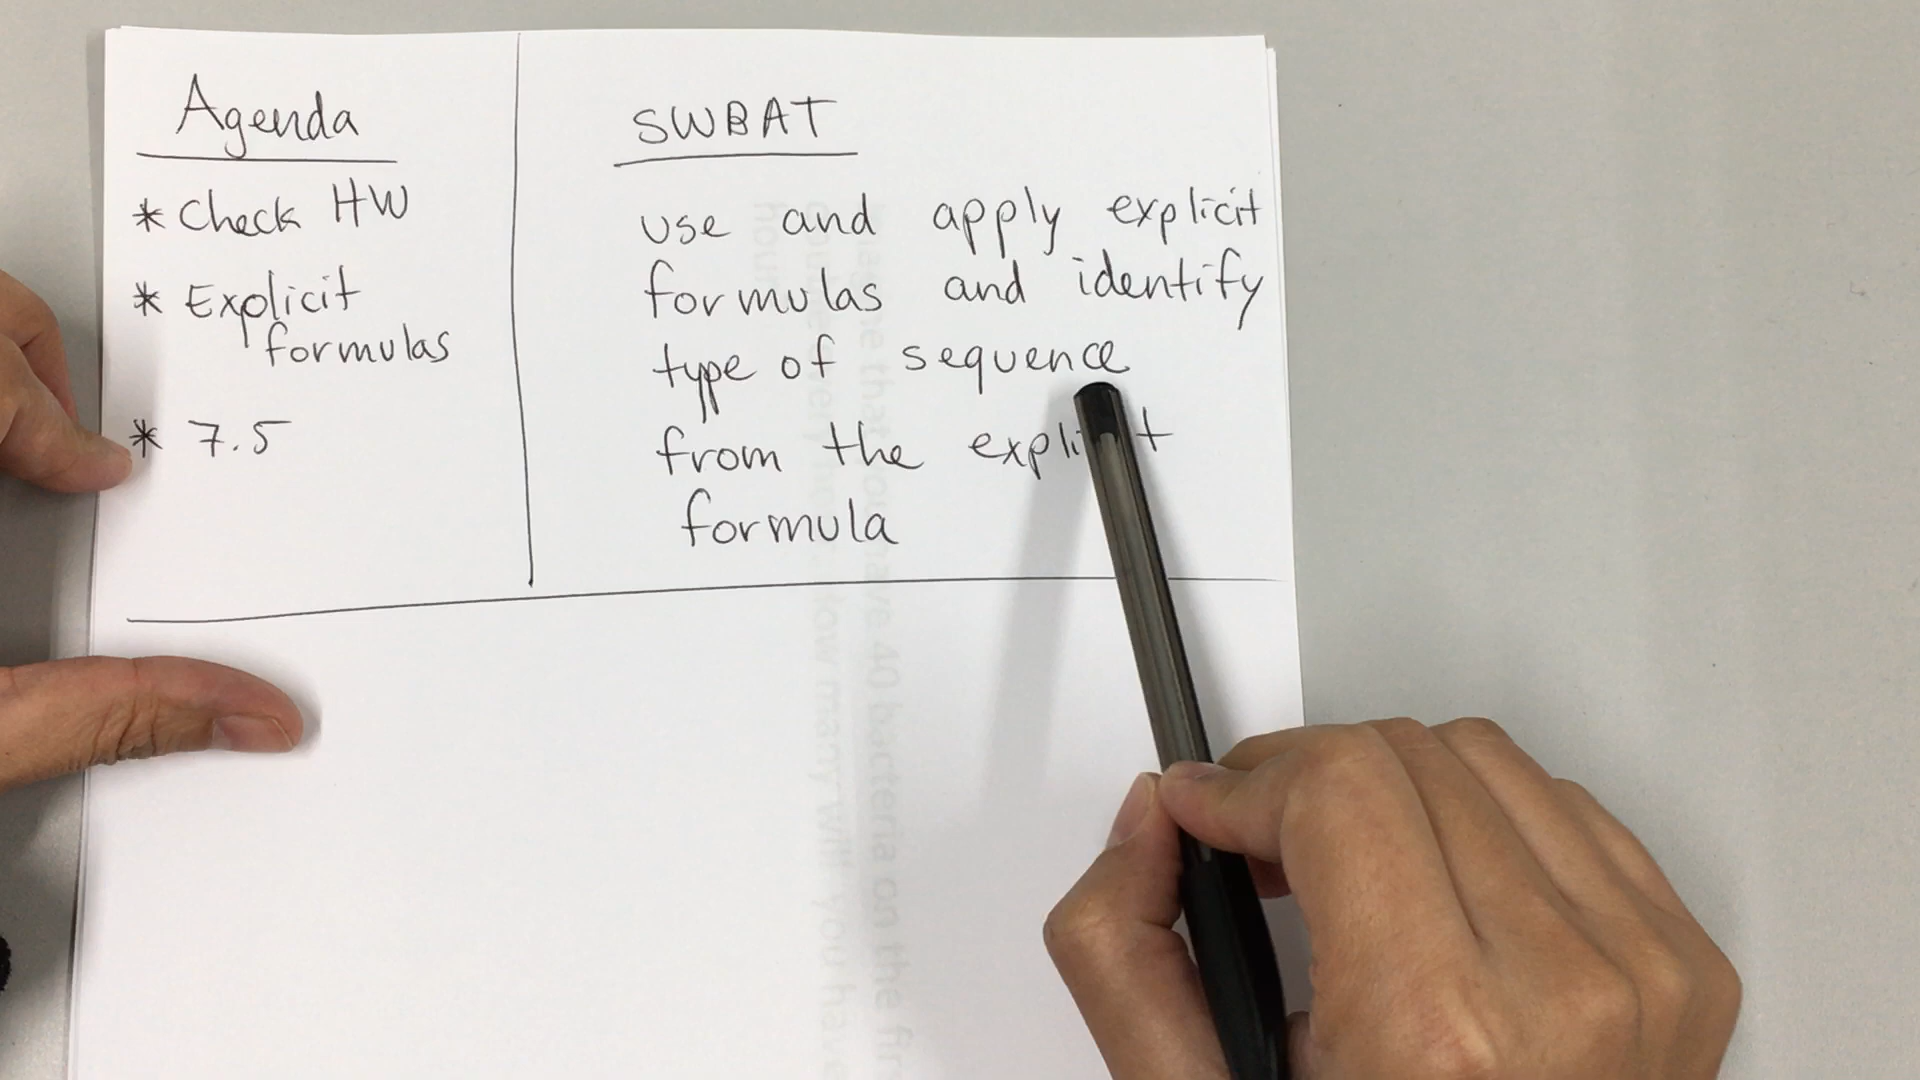 Agenda
* Check HW
* Explicit
formulas
* 7.5
SWBAT
use and apply explicit
formulas and identify
type of sequence
from the
formula